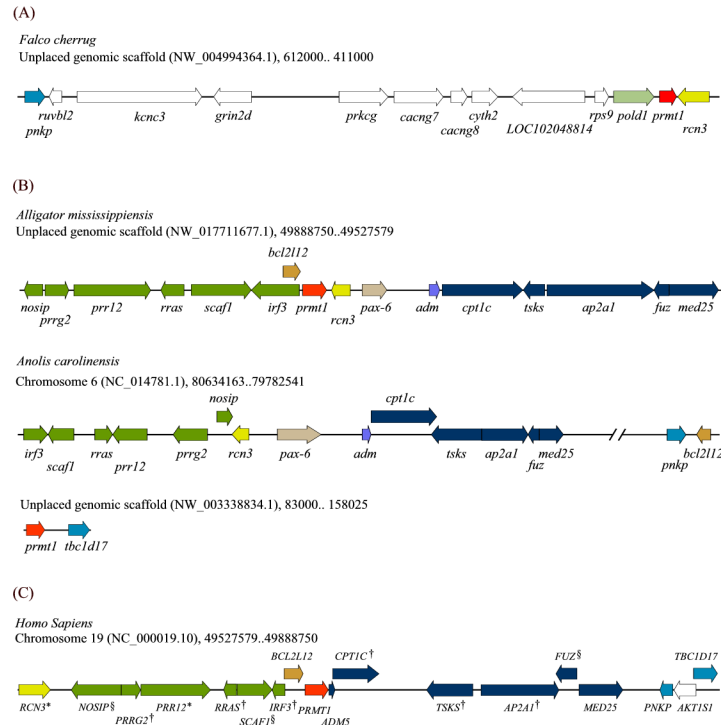 (A)
Falco cherrug
Unplaced genomic scaffold (NW_004994364.1), 612000.. 411000
ruvbl2 kcnc3 grin2d prkcg cacng7 cacng8 cyth2 LOC102048814 rps9 pold1 prmt1
pnkp rcn3
(B)
Alligator mississippiensis
Unplaced genomic scaffold (NW_017711677.1), 49888750..49527579
bcl2l12
nosip prrg2 prr12 rras scaf1 irf3 prmt1 rcn3 pax-6 adm cpt1c tsks ap2a1 fuz med25
Anolis carolinensis
Chromosome 6 (NC_014781.1), 80634163..79782541
cpt1c
nosip
irf3 scaf1 rras prr12 prrg2 rcn3 pax-6 adm tsks ap2a1 fuz med25 pnkp bcl2l12
Unplaced genomic scaffold (NW_003338834.1), 83000.. 158025
prmt1 tbc1d17
(C)
Homo Sapiens
Chromosome 19 (NC_000019.10), 49527579..49888750
BCL2L12 CPT1C† FUZ§ TBC1D17
RCN3* NOSIP§ PRR12* RRAS† IRF3† PRMT1 TSKS† AP2A1† MED25 PNKP AKT1S1
PRRG2† SCAF1§ ADM5